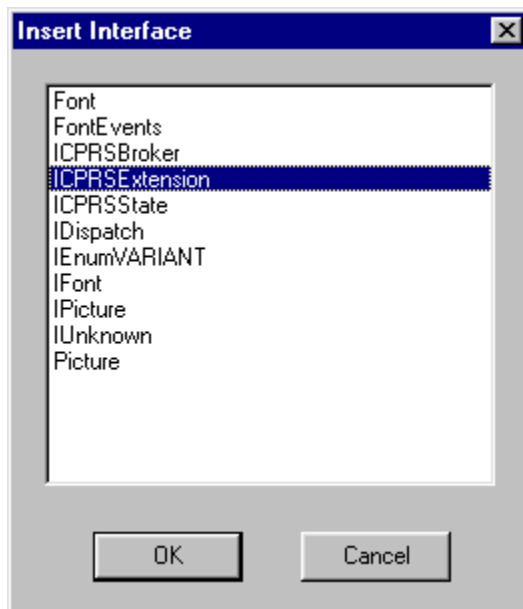 Insert Interface
Font
FontEvents
ICPRSBroker
ICPRSExtension
ICPRSState
IDispatch
IEnumVARIANT
IFont
IPicture
IUnknown
Picture
OK
Cancel